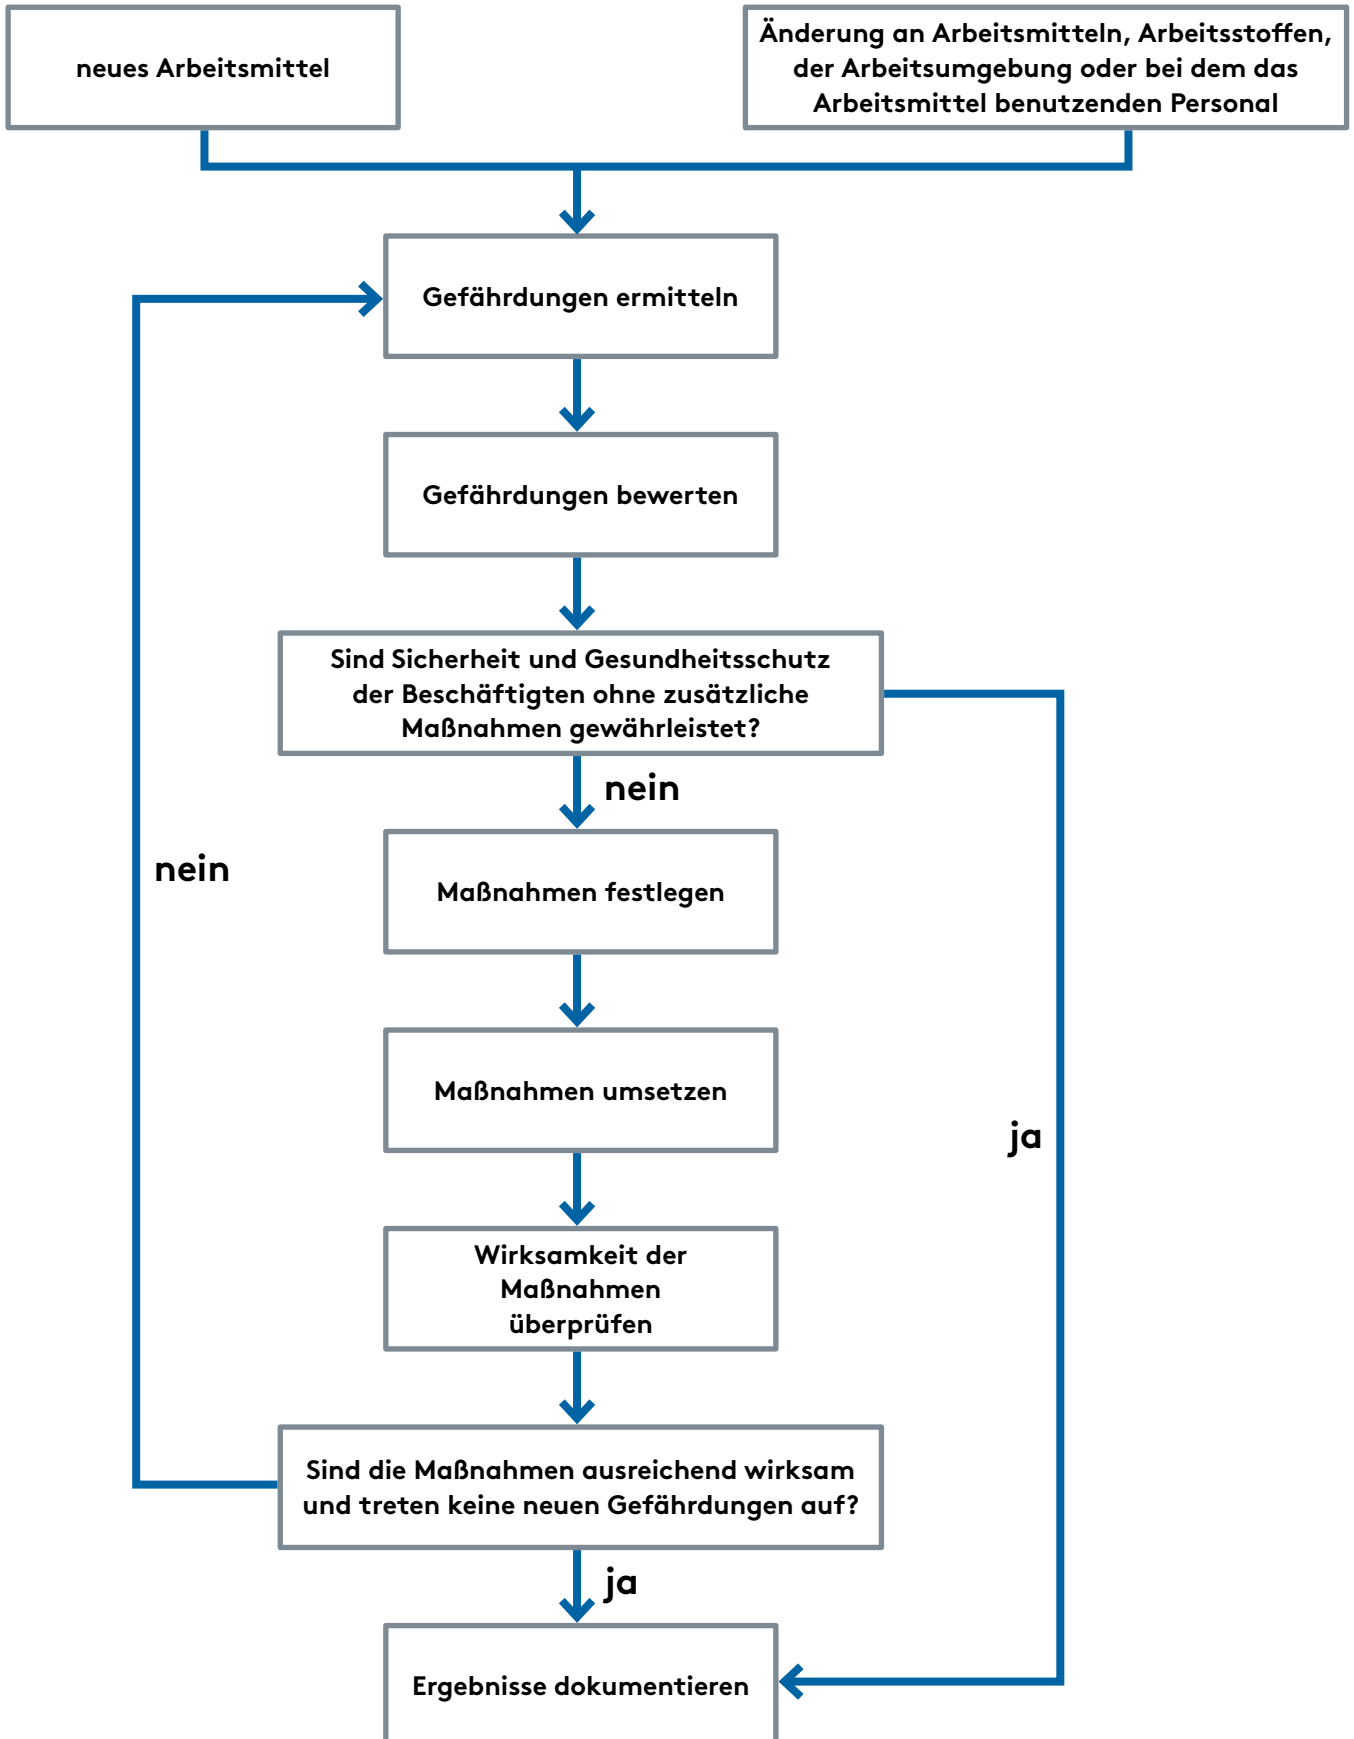 neues Arbeitsmittel
Änderung an Arbeitsmitteln, Arbeitsstoffen,
der Arbeitsumgebung oder bei dem das
Arbeitsmittel benutzenden Personal
Gefährdungen ermitteln
Gefährdungen bewerten
Sind Sicherheit und Gesundheitsschutz
der Beschäftigten ohne zusätzliche
Maßnahmen gewährleistet?
nein
nein
Maßnahmen festlegen
Maßnahmen umsetzen
ja
Wirksamkeit der
Maßnahmen
überprüfen
Sind die Maßnahmen ausreichend wirksam
und treten keine neuen Gefährdungen auf?
ja
Ergebnisse dokumentieren